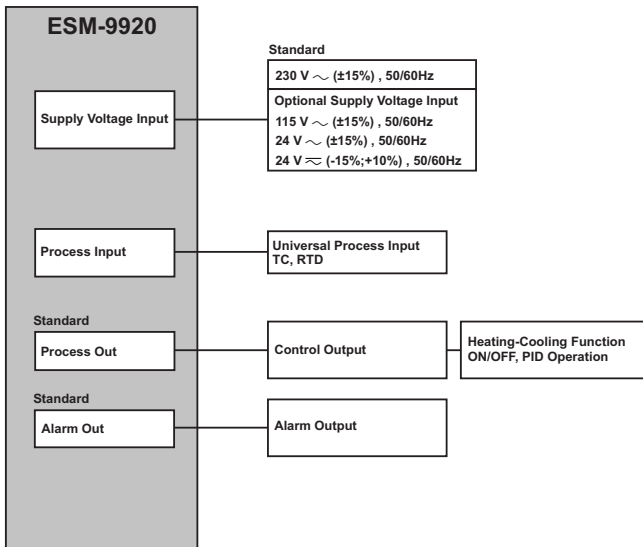 ESM-9920
Standard
230 V ~ (±15%) , 50/60Hz
Supply Voltage Input
Optional Supply Voltage Input
115 V ~ (±15%) , 50/60Hz
24 V ~ (±15%) , 50/60Hz
24 V ⏦ (-15%;+10%) , 50/60Hz
Process Input
Universal Process Input
TC, RTD
Standard
Process Out
Control Output
Heating-Cooling Function
ON/OFF, PID Operation
Standard
Alarm Out
Alarm Output